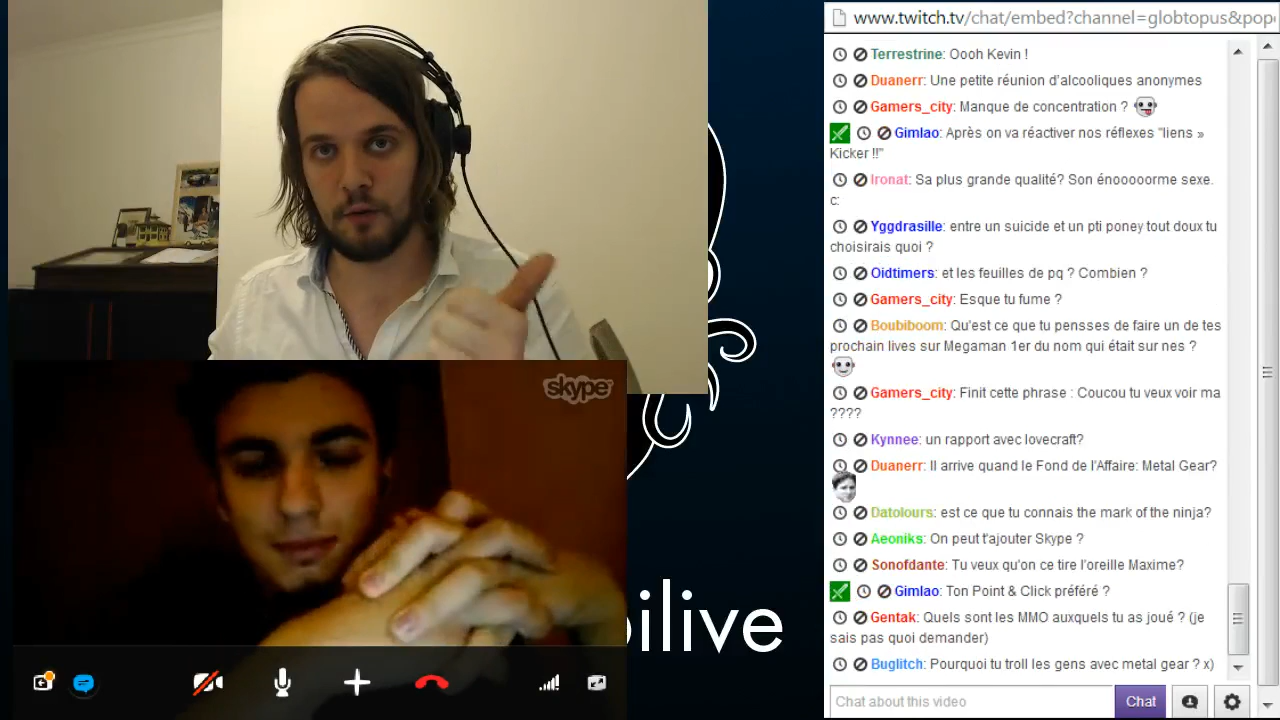 www.twitch.tv/chat/embed?channel=globtopus&pop
Terrestrine: Oooh Kevin !
Duanerr: Une petite réunion d'alcooliques anonymes
Gamers_city: Manque de concentration ?
Gimlao: Après on va réactiver nos réflexes "liens »
Kicker !!"
Ironat: Sa plus grande qualité? Son énooooorme sexe.
c:
Yggdrasille: entre un suicide et un pti poney tout doux tu
choisirais quoi ?
Oidtimers: et les feuilles de pq ? Combien ?
Gamers_city: Esque tu fume ?
Boubiboom: Qu'est ce que tu pensses de faire un de tes
prochain lives sur Megaman 1er du nom qui était sur nes ?
Gamers_city: Finit cette phrase : Coucou tu veux voir ma
????
Kynnee: un rapport avec lovecraft?
Duanerr: Il arrive quand le Fond de l'Affaire: Metal Gear?
Datolours: est ce que tu connais the mark of the ninja?
Aeoniks: On peut t'ajouter Skype ?
Sonofdante: Tu veux qu'on ce tire l'oreille Maxime?
Gimlao: Ton Point & Click préféré ?
Gentak: Quels sont les MMO auxquels tu as joué ? (je
sais pas quoi demander)
Buglitch: Pourquoi tu troll les gens avec metal gear ? x)
Chat about this video
Chat
skype
ilive